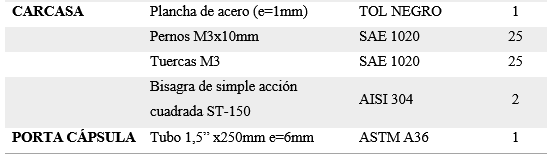 CARCASA Plancha de acero (e=1mm) TOL NEGRO 1
Pernos M3x10mm SAE 1020 25
Tuercas M3 SAE 1020 25
Bisagra de simple acción
cuadrada ST-150 AISI 304 2
PORTA CÁPSULA Tubo 1,5” x250mm e=6mm ASTM A36 1